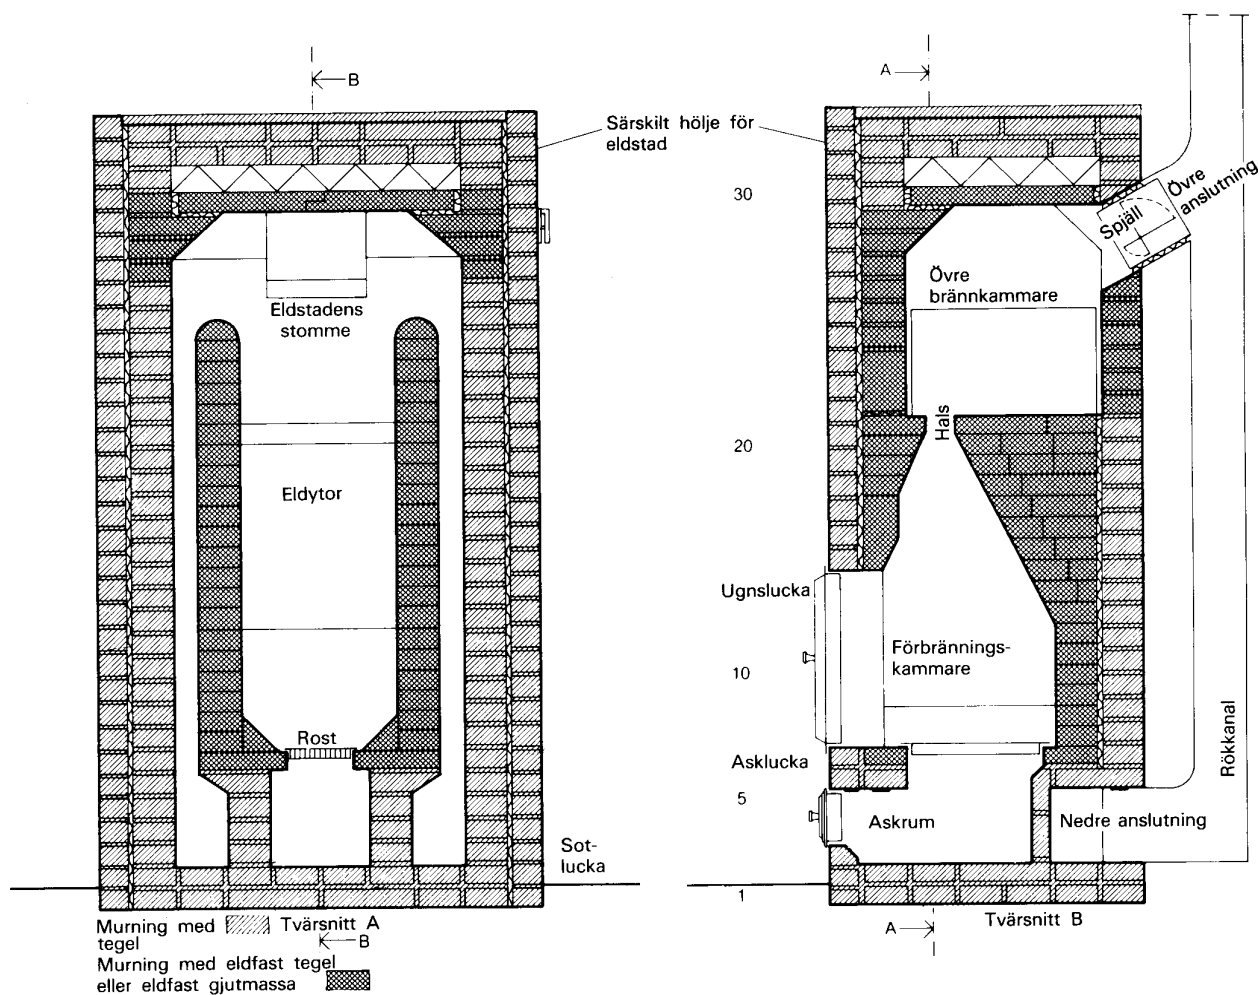 B
A
Särskilt hölje för
eldstad
30
Övre
anslutning
Spjäll
Övre
brännkammare
Eldstadens
stomme
Hals
20
Eldytor
Ugnslucka
Förbrännings-
kammare
10
Rost
Rökkanal
Asklucka
5
Askrum
Nedre anslutning
Sot-
lucka
1
Murning med
tegel
Tvärsnitt A
B
A
Tvärsnitt B
Murning med eldfast tegel
eller eldfast gjutmassa